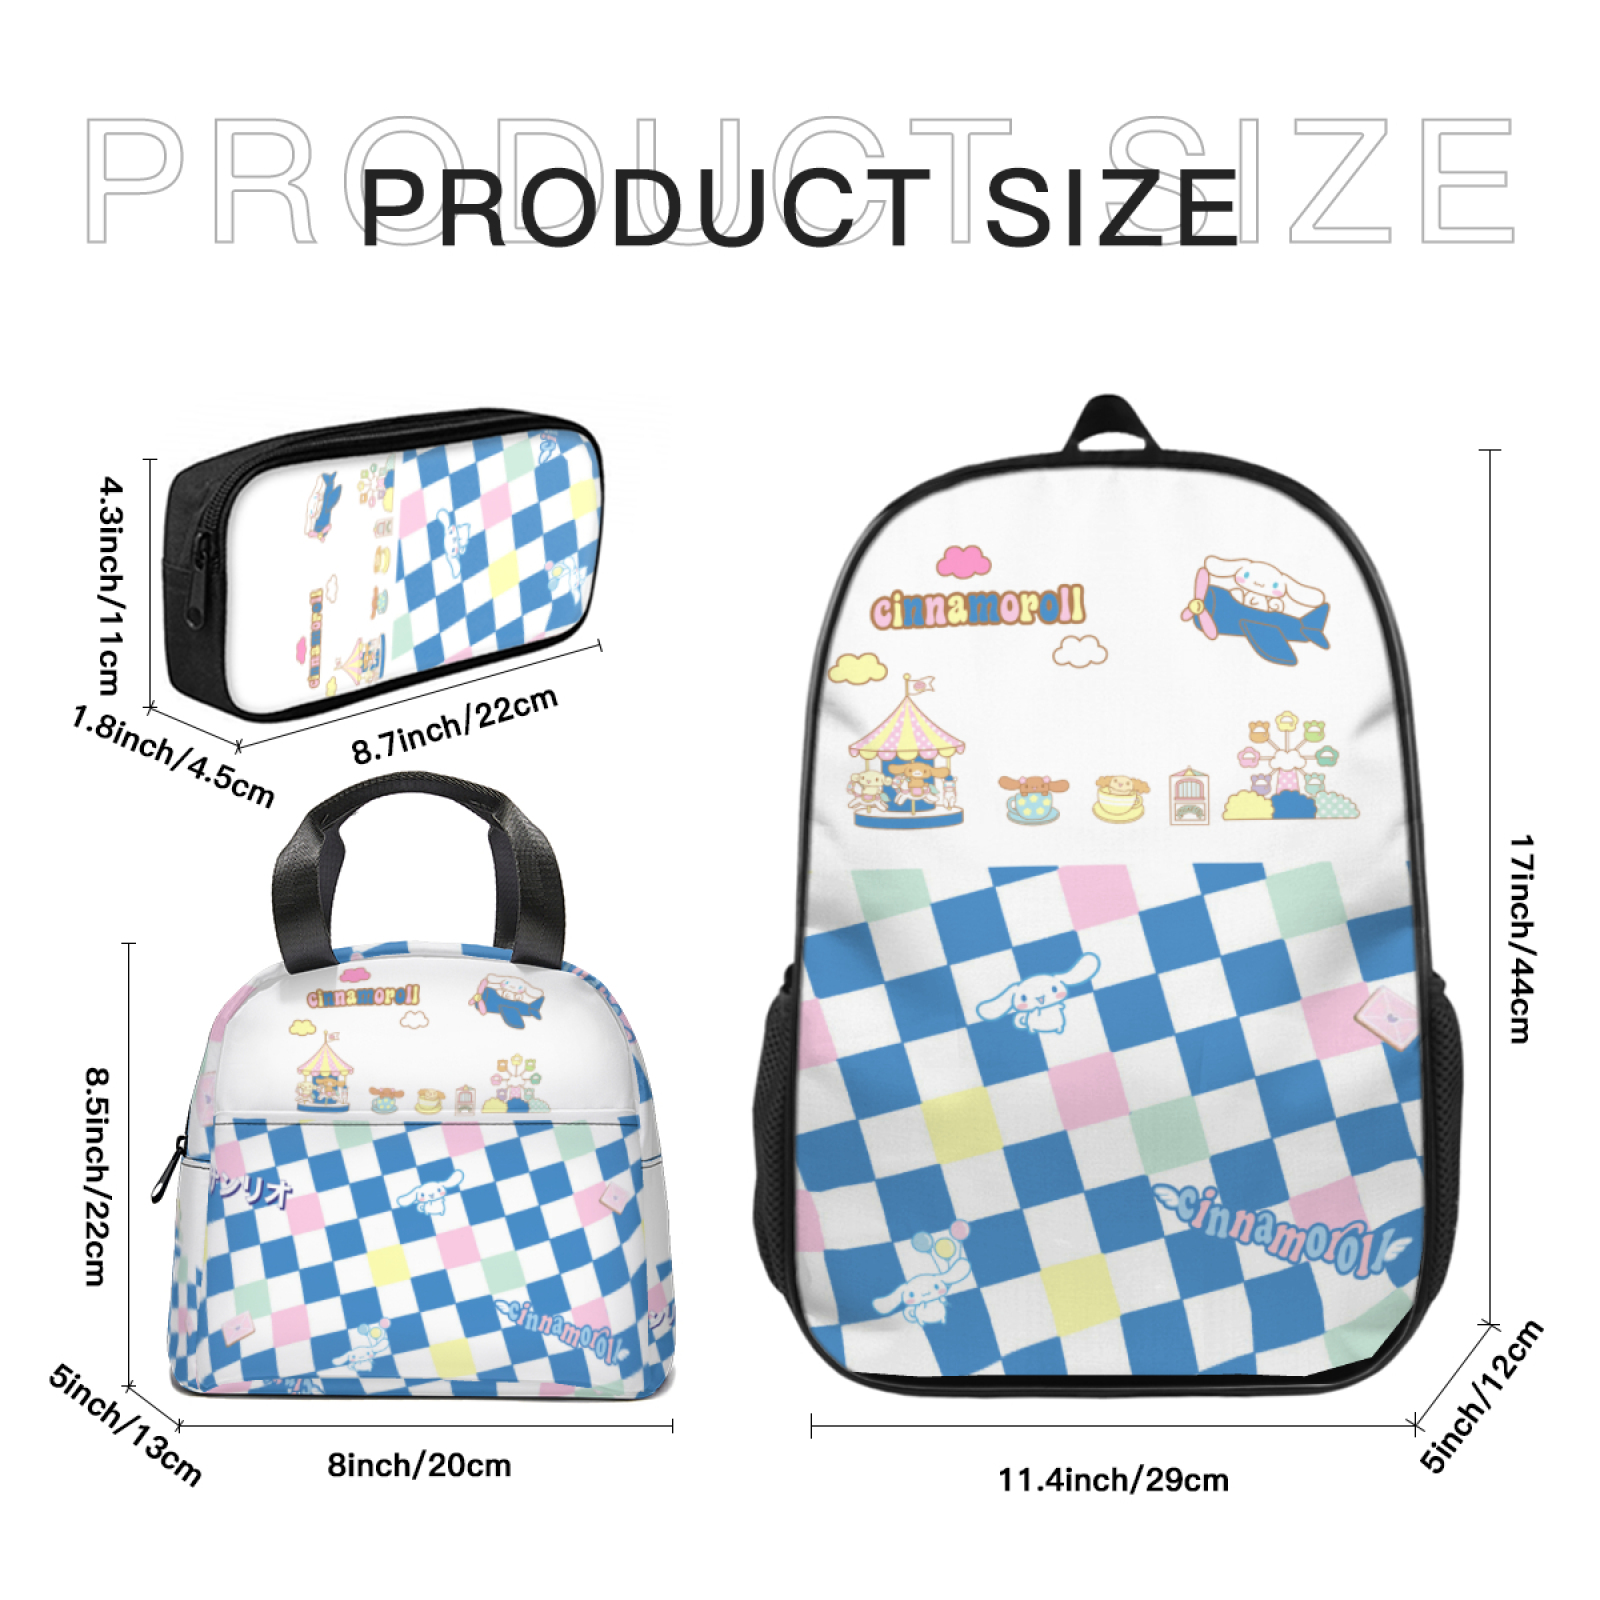 PRODUCT SIZE
PRODUCT SIZE
4.3inch/11cm
1.8inch/4.5cm
8.7inch/22cm
cinnamoroll
17inch/44cm
cinnamoroll
11.4inch/29cm
5inch/12cm
cinnamoroll
ンリオ
cinnamoroll
8.5inch/22cm
5inch/13cm
8inch/20cm